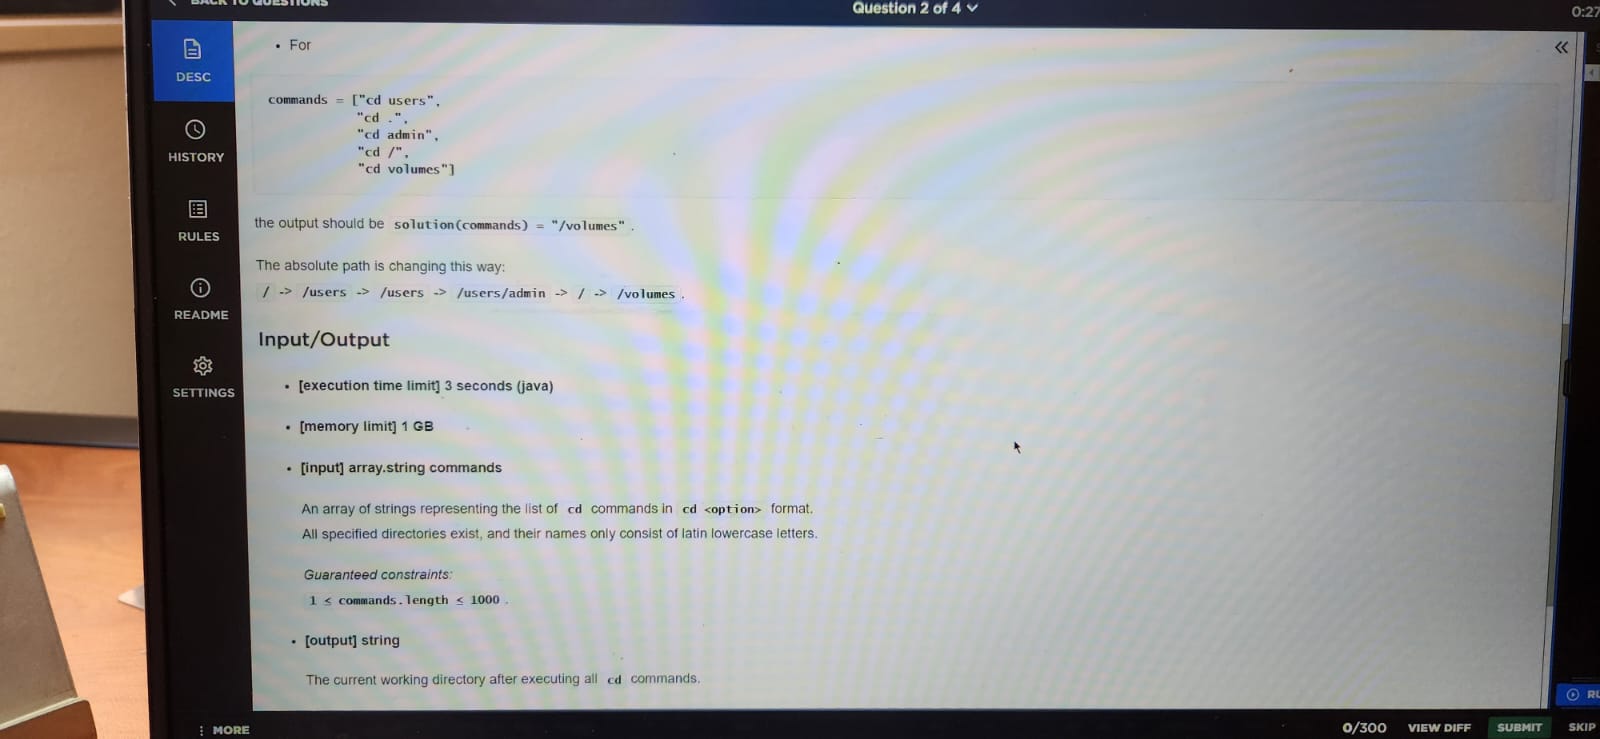 BACK TO QUESTIONS
Question 2 of 4
0:27
DESC
HISTORY
RULES
README
SETTINGS
• For
commands = ["cd users",
"cd .",
"cd admin",
"cd /",
"cd volumes"]
the output should be solution(commands) = "/volumes" .
The absolute path is changing this way:
/ -> /users -> /users -> /users/admin -> / -> /volumes .
Input/Output
• [execution time limit] 3 seconds (java)
• [memory limit] 1 GB
• [input] array.string commands
An array of strings representing the list of cd commands in cd <option> format.
All specified directories exist, and their names only consist of latin lowercase letters.
Guaranteed constraints:
1 ≤ commands.length ≤ 1000 .
• [output] string
The current working directory after executing all cd commands.
MORE
0/300 VIEW DIFF SUBMIT SKIP